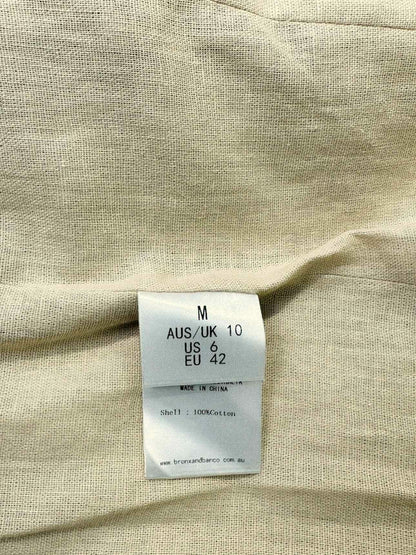 M
AUS/UK 10
US 6
EU 42
MADE IN CHINA
Shell : 100%Cotton
www.bronxandbanco.com.au